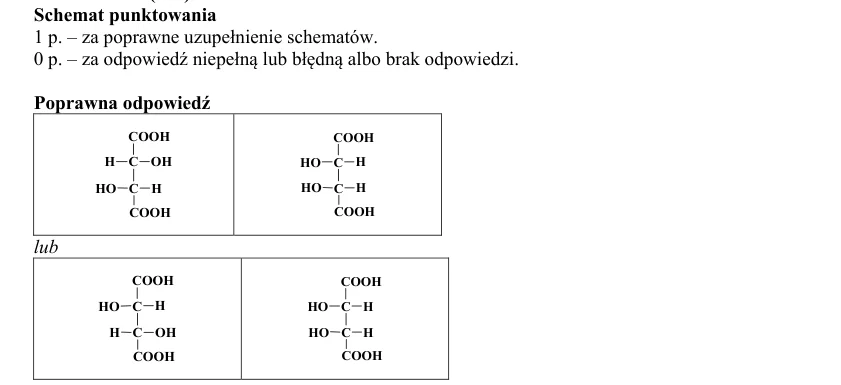 Schemat punktowania
1 p. – za poprawne uzupełnienie schematów.
0 p. – za odpowiedź niepełną lub błędną albo brak odpowiedzi.
Poprawna odpowiedź
COOH
H—C—OH
HO—C—H
COOH
COOH
HO—C—H
HO—C—H
COOH
lub
COOH
HO—C—H
H—C—OH
COOH
COOH
HO—C—H
HO—C—H
COOH